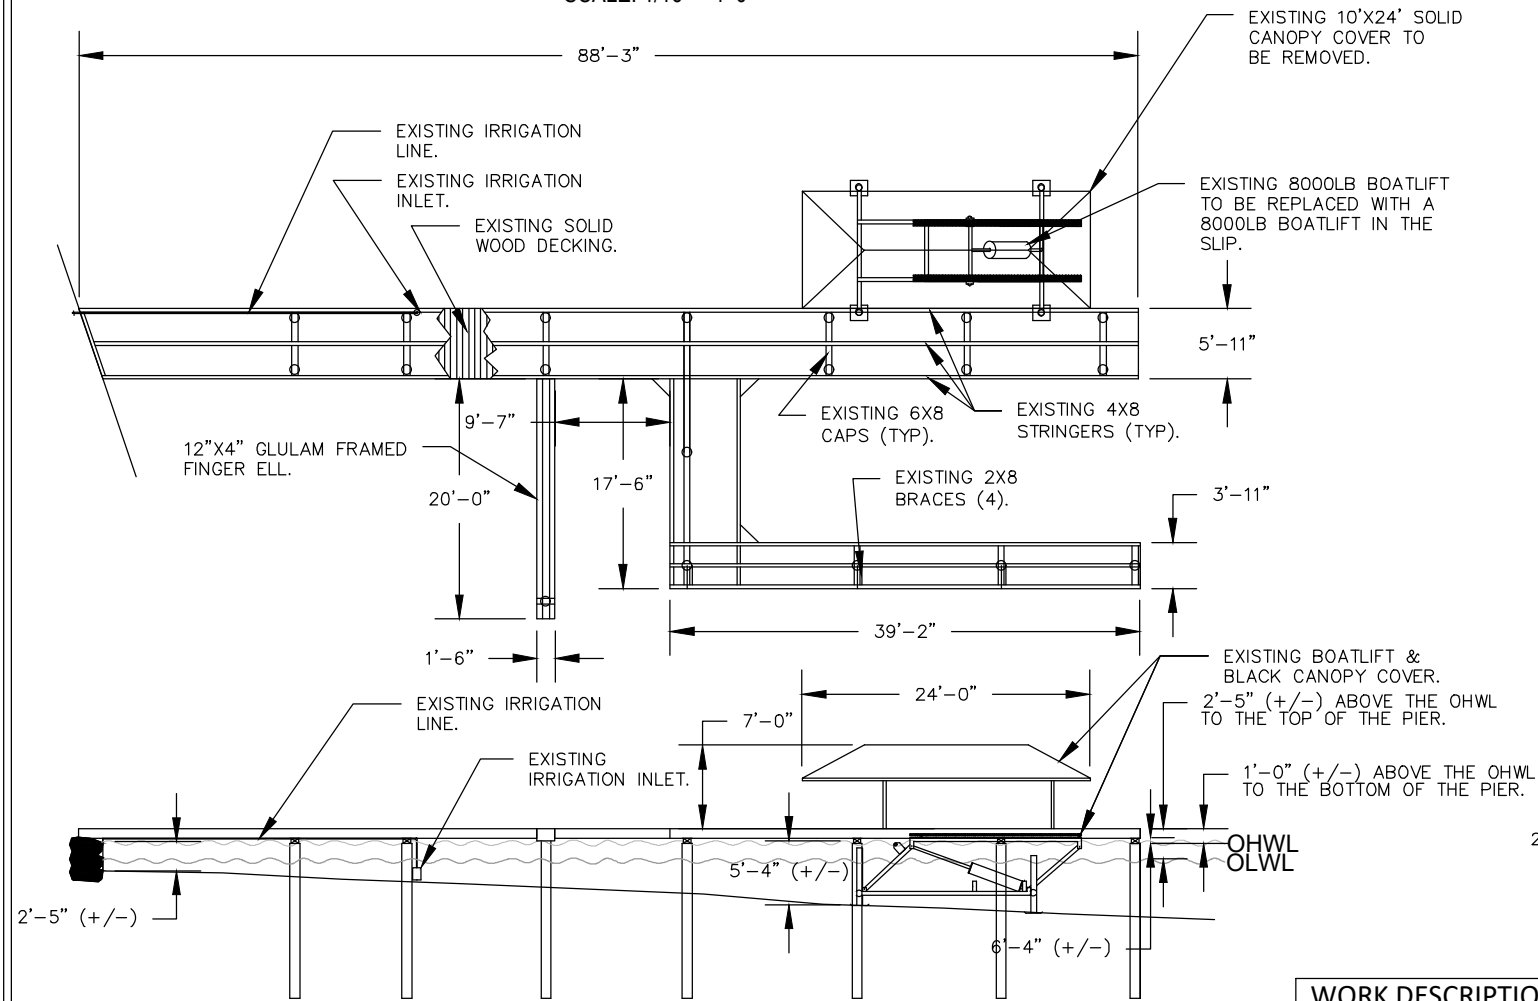 88'-3"
EXISTING 10'X24' SOLID
CANOPY COVER TO
BE REMOVED.
EXISTING IRRIGATION
LINE.
EXISTING IRRIGATION
INLET.
EXISTING SOLID
WOOD DECKING.
EXISTING 8000LB BOATLIFT
TO BE REPLACED WITH A
8000LB BOATLIFT IN THE
SLIP.
5'-11"
9'-7"
EXISTING 6X8
CAPS (TYP).
EXISTING 4X8
STRINGERS (TYP).
12"X4" GLULAM FRAMED
FINGER ELL.
20'-0"
17'-6"
EXISTING 2X8
BRACES (4).
3'-11"
39'-2"
1'-6"
EXISTING BOATLIFT &
BLACK CANOPY COVER.
24'-0"
EXISTING IRRIGATION
LINE.
7'-0"
2'-5" (+/-) ABOVE THE OHWL
TO THE TOP OF THE PIER.
EXISTING
IRRIGATION INLET.
1'-0" (+/-) ABOVE THE OHWL
TO THE BOTTOM OF THE PIER.
OHWL
OLWL
2
5'-4" (+/-)
2'-5" (+/-)
6'-4" (+/-)
WORK DESCRIPTIO